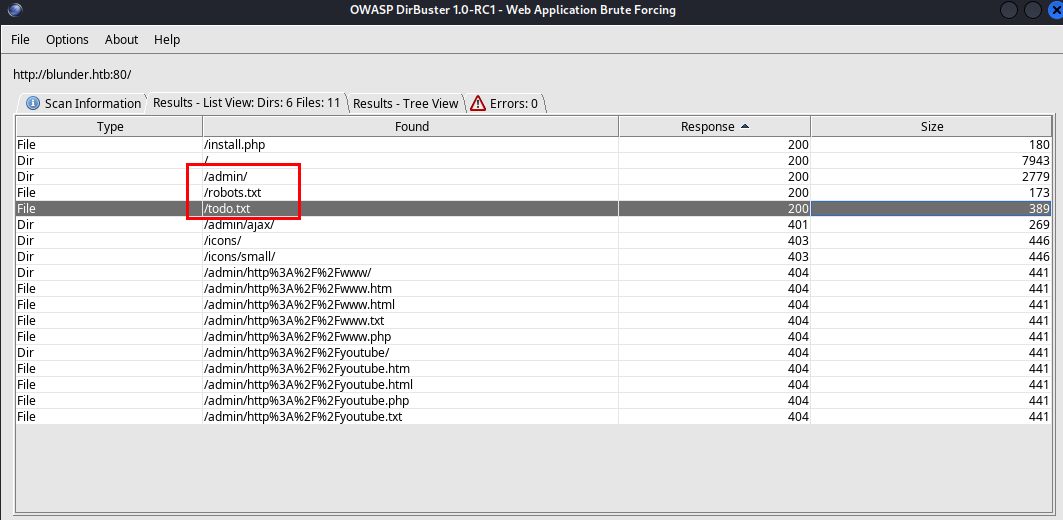 OWASP DirBuster 1.0-RC1 - Web Application Brute Forcing
File Options About Help
http://blunder.htb:80/
Scan Information Results - List View: Dirs: 6 Files: 11 Results - Tree View Errors: 0
Type Found Response Size
File /install.php 200 180
Dir / 200 7943
Dir /admin/ 200 2779
File /robots.txt 200 173
File /todo.txt 200 389
Dir /admin/ajax/ 401 269
Dir /icons/ 403 446
Dir /icons/small/ 403 446
Dir /admin/http%3A%2F%2Fwww/ 404 441
File /admin/http%3A%2F%2Fwww.htm 404 441
File /admin/http%3A%2F%2Fwww.html 404 441
File /admin/http%3A%2F%2Fwww.txt 404 441
File /admin/http%3A%2F%2Fwww.php 404 441
Dir /admin/http%3A%2F%2Fyoutube/ 404 441
File /admin/http%3A%2F%2Fyoutube.htm 404 441
File /admin/http%3A%2F%2Fyoutube.html 404 441
File /admin/http%3A%2F%2Fyoutube.php 404 441
File /admin/http%3A%2F%2Fyoutube.txt 404 441